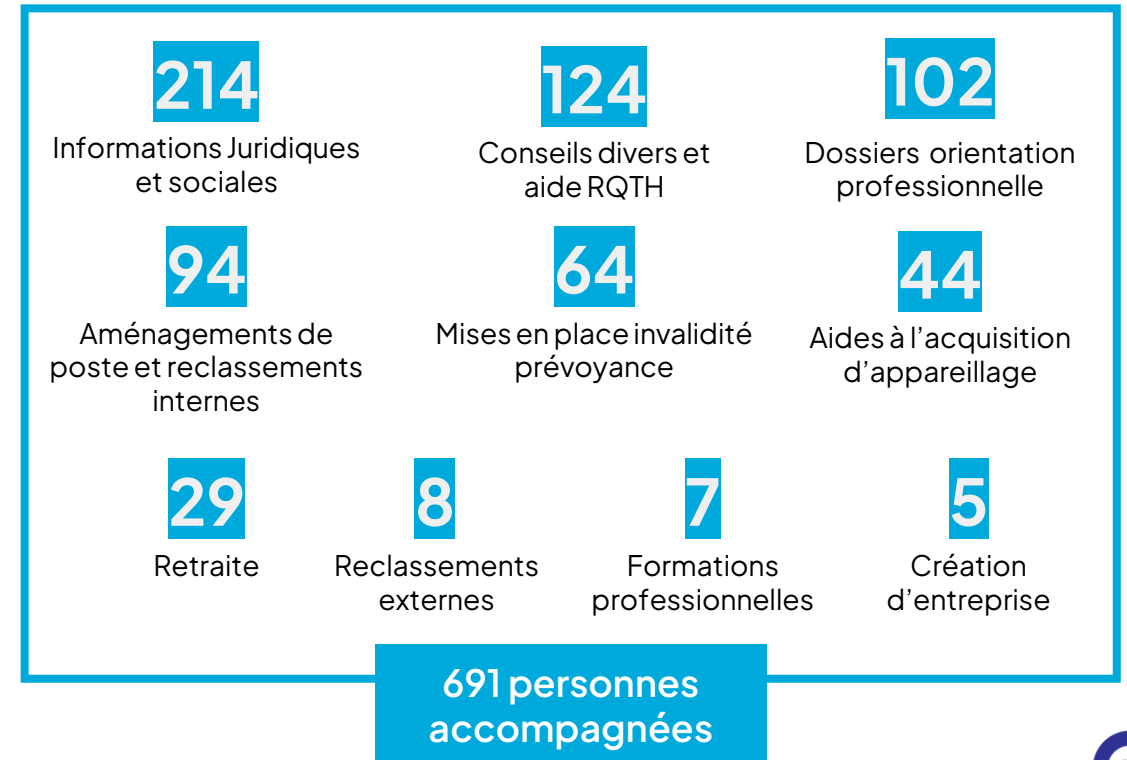 214
Informations Juridiques
et sociales
124
Conseils divers et
aide RQTH
102
Dossiers orientation
professionnelle
94
Aménagements de
poste et reclassements
internes
64
Mises en place invalidité
prévoyance
44
Aides à l’acquisition
d’appareillage
29
Retraite
8
Reclassements
externes
7
Formations
professionnelles
5
Création
d’entreprise
691 personnes
accompagnées